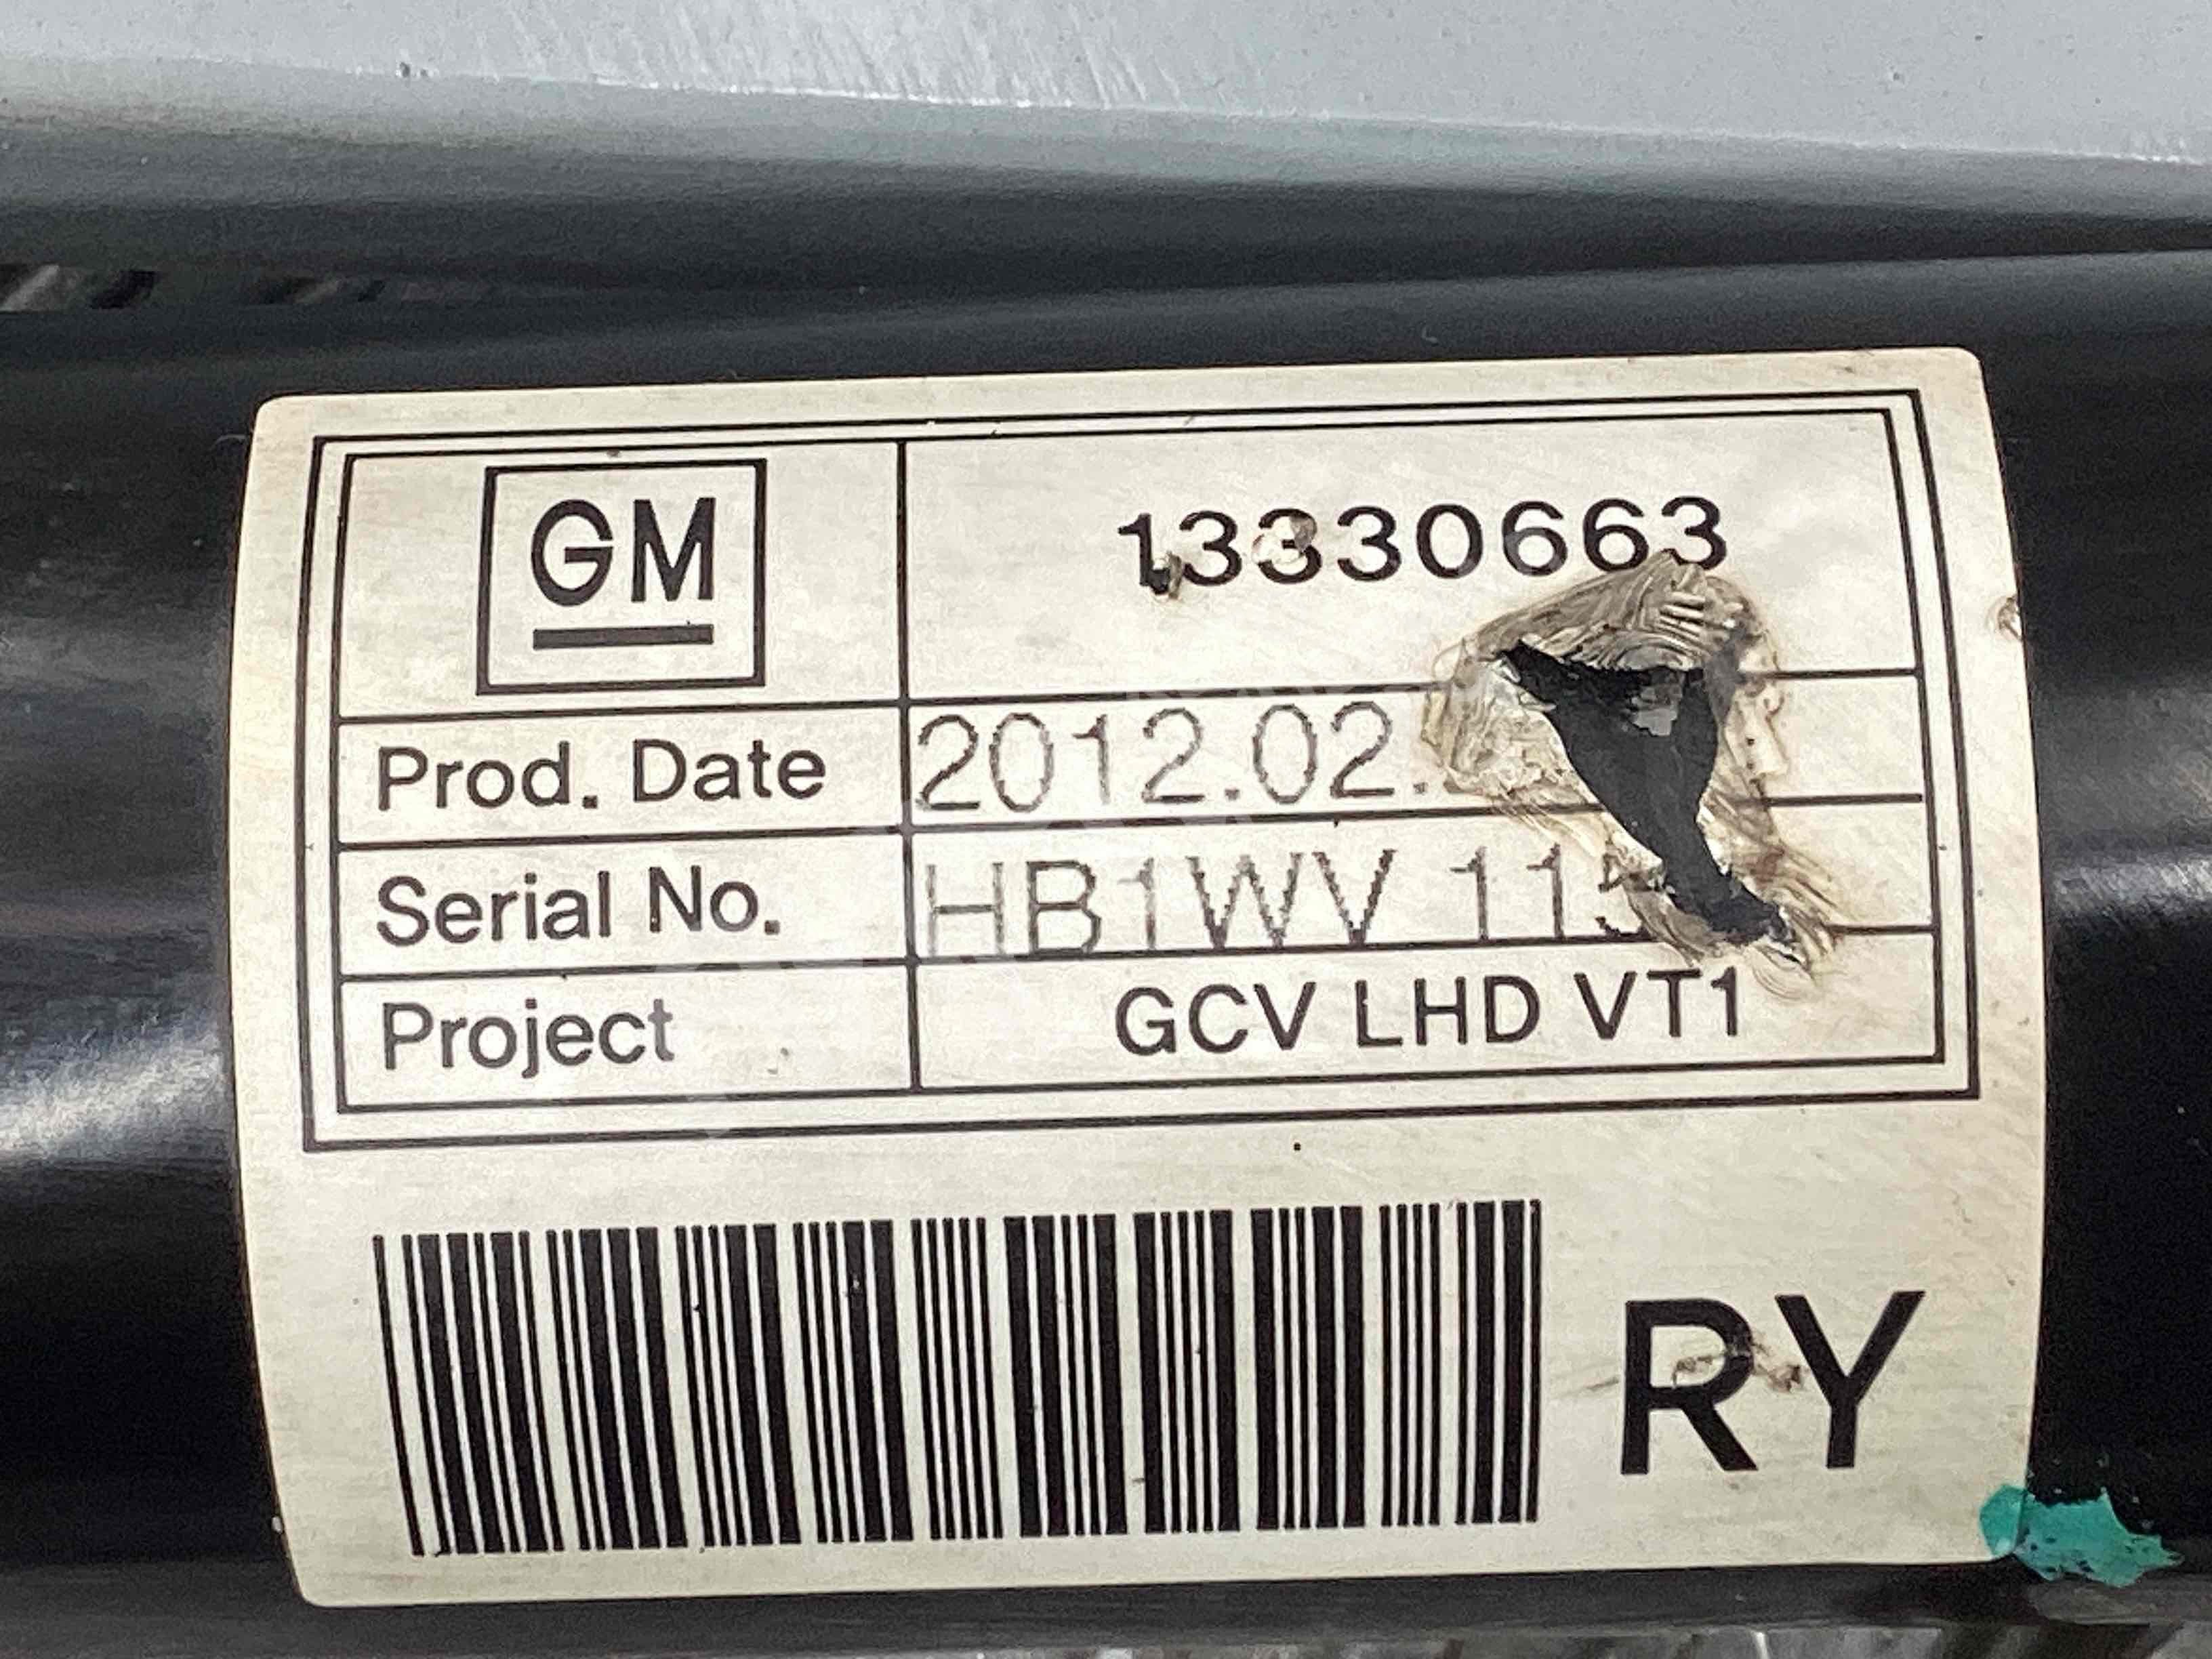 GM
13330663
Prod. Date 2012.02.
Serial No. HB1WV 11
Project GCV LHD VT1
RY